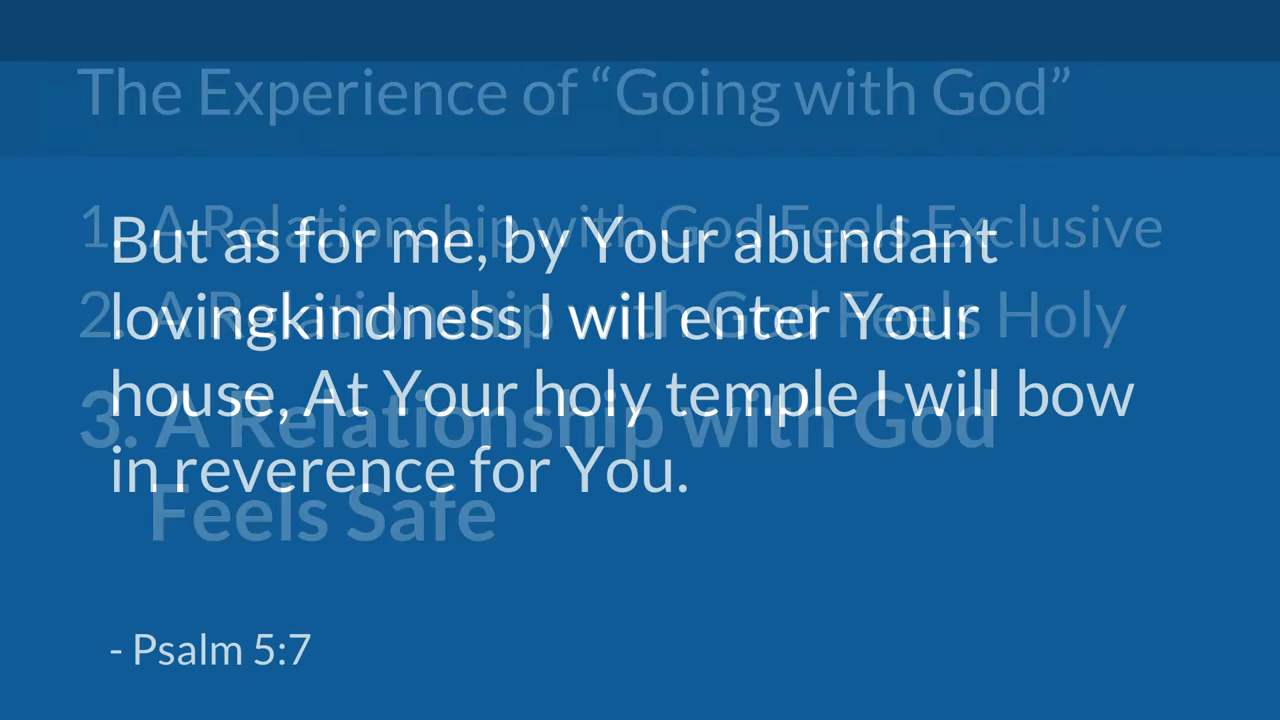 The Experience of “Going with God”
1. A Relationship with God Feels Exclusive
2. A Relationship with God Feels Holy
3. A Relationship with God
Feels Safe
But as for me, by Your abundant
lovingkindness I will enter Your
house, At Your holy temple I will bow
in reverence for You.
- Psalm 5:7